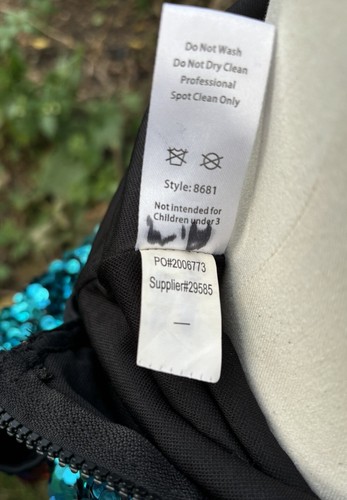 Do Not Wash
Do Not Dry Clean
Professional
Spot Clean Only
Style: 8681
Not intended for
Children under 3
PO#2006773
Supplier#29585